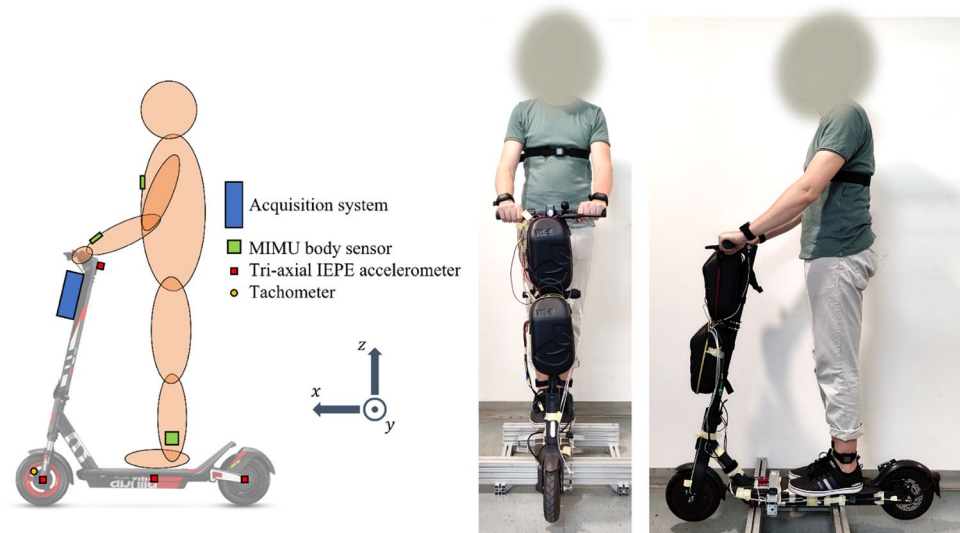 Acquisition system
MIMU body sensor
Tri-axial IEPE accelerometer
Tachometer
z
x
y
aprilia